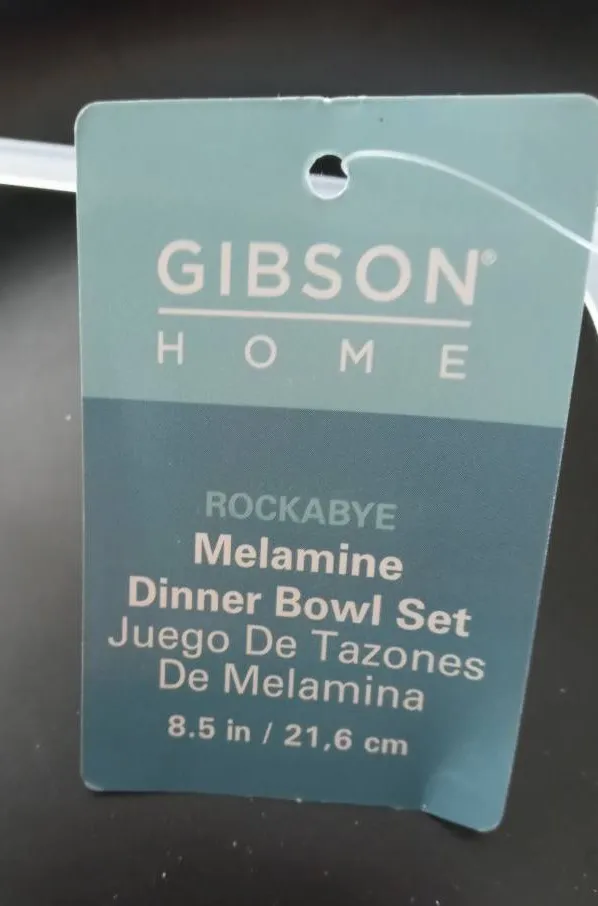 GIBSON®
HOME
ROCKABYE
Melamine
Dinner Bowl Set
Juego De Tazones
De Melamina
8.5 in / 21,6 cm